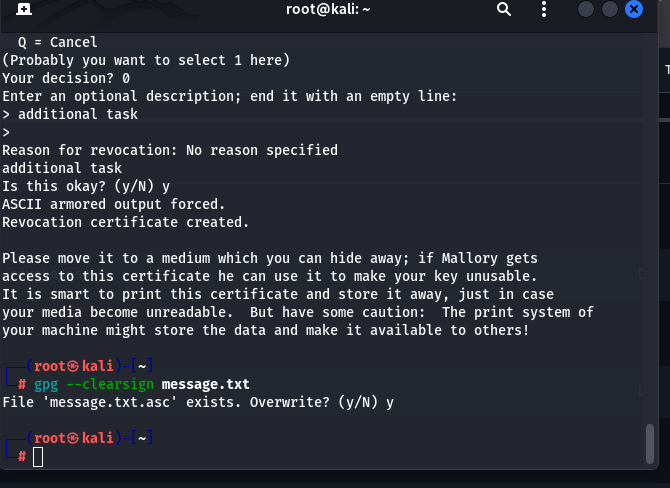 root@kali: ~
Q = Cancel
(Probably you want to select 1 here)
Your decision? 0
Enter an optional description; end it with an empty line:
> additional task
>
Reason for revocation: No reason specified
additional task
Is this okay? (y/N) y
ASCII armored output forced.
Revocation certificate created.
Please move it to a medium which you can hide away; if Mallory gets
access to this certificate he can use it to make your key unusable.
It is smart to print this certificate and store it away, just in case
your media become unreadable.  But have some caution:  The print system of
your machine might store the data and make it available to others!
┌──(root㉿kali)-[~]
└─# gpg --clearsign message.txt
File 'message.txt.asc' exists. Overwrite? (y/N) y
┌──(root㉿kali)-[~]
└─#